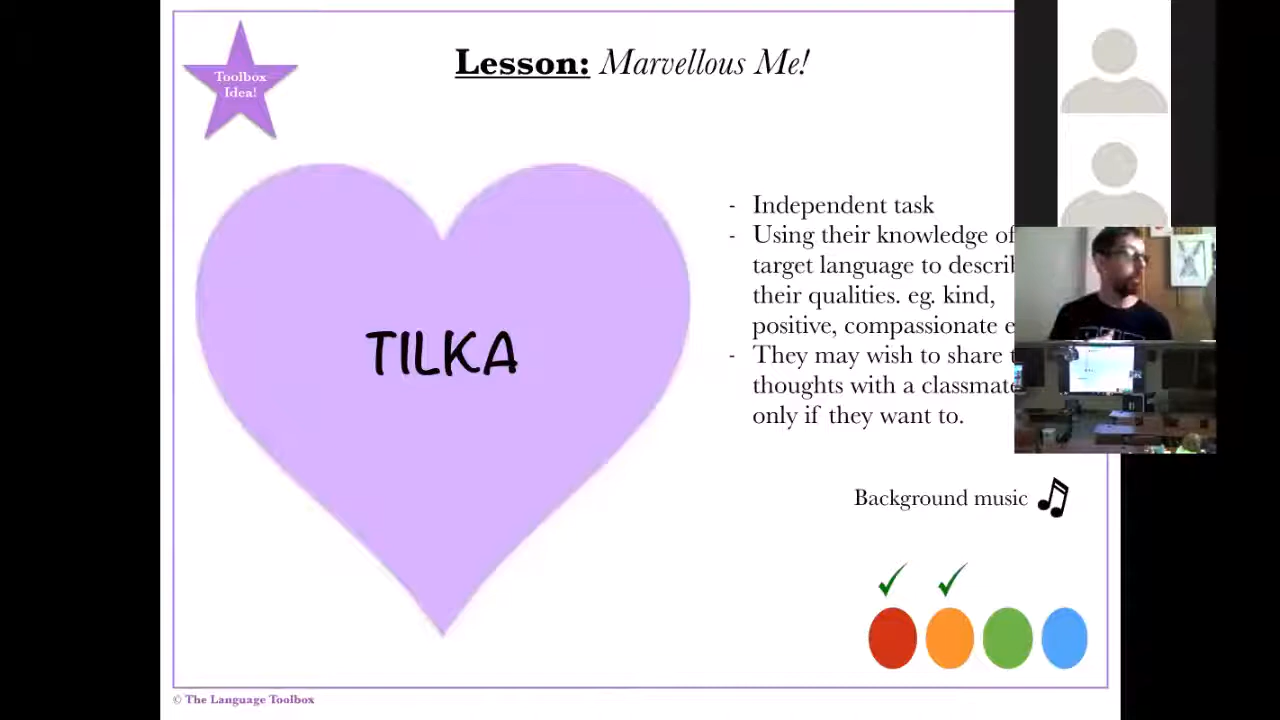 Toolbox
Idea!
Lesson: Marvellous Me!
TILKA
- Independent task
- Using their knowledge of
target language to
their qualities. eg. kind,
positive, compassionate
- They may wish to share
thoughts with a
only if they want to.
Background music
© The Language Toolbox